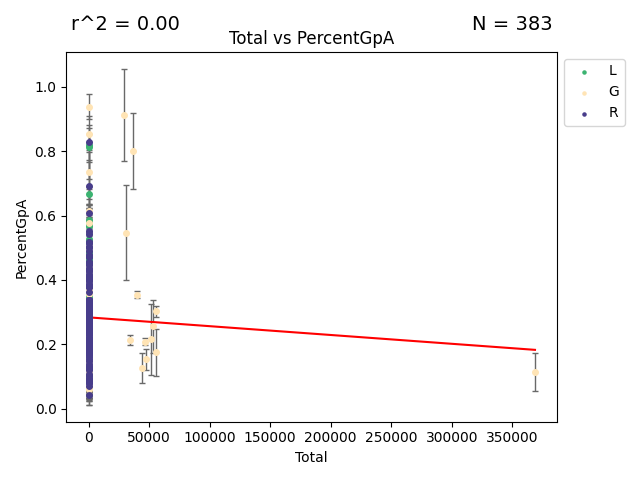 r^2 = 0.00
N = 383
Total vs PercentGpA
L
G
R
PercentGpA
1.0
0.8
0.6
0.4
0.2
0.0
0 50000 100000 150000 200000 250000 300000 350000
Total